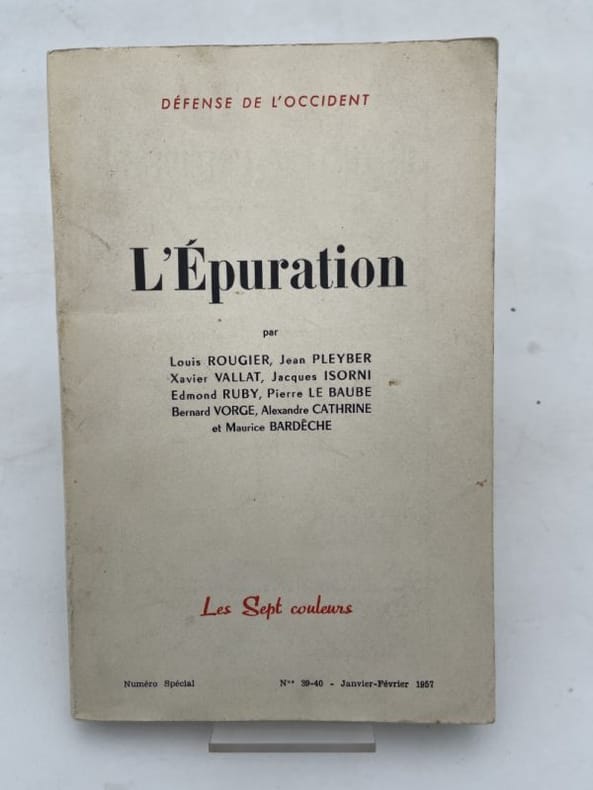 DÉFENSE DE L'OCCIDENT
L'Épuration
par
Louis ROUGIER, Jean PLEYBER
Xavier VALLAT, Jacques ISORNI
Edmond RUBY, Pierre LE BAUBE
Bernard VORGE, Alexandre CATHRINE
et Maurice BARDÈCHE
Les Sept couleurs
Numéro Spécial N°ˢ 39-40 - Janvier-Février 1957